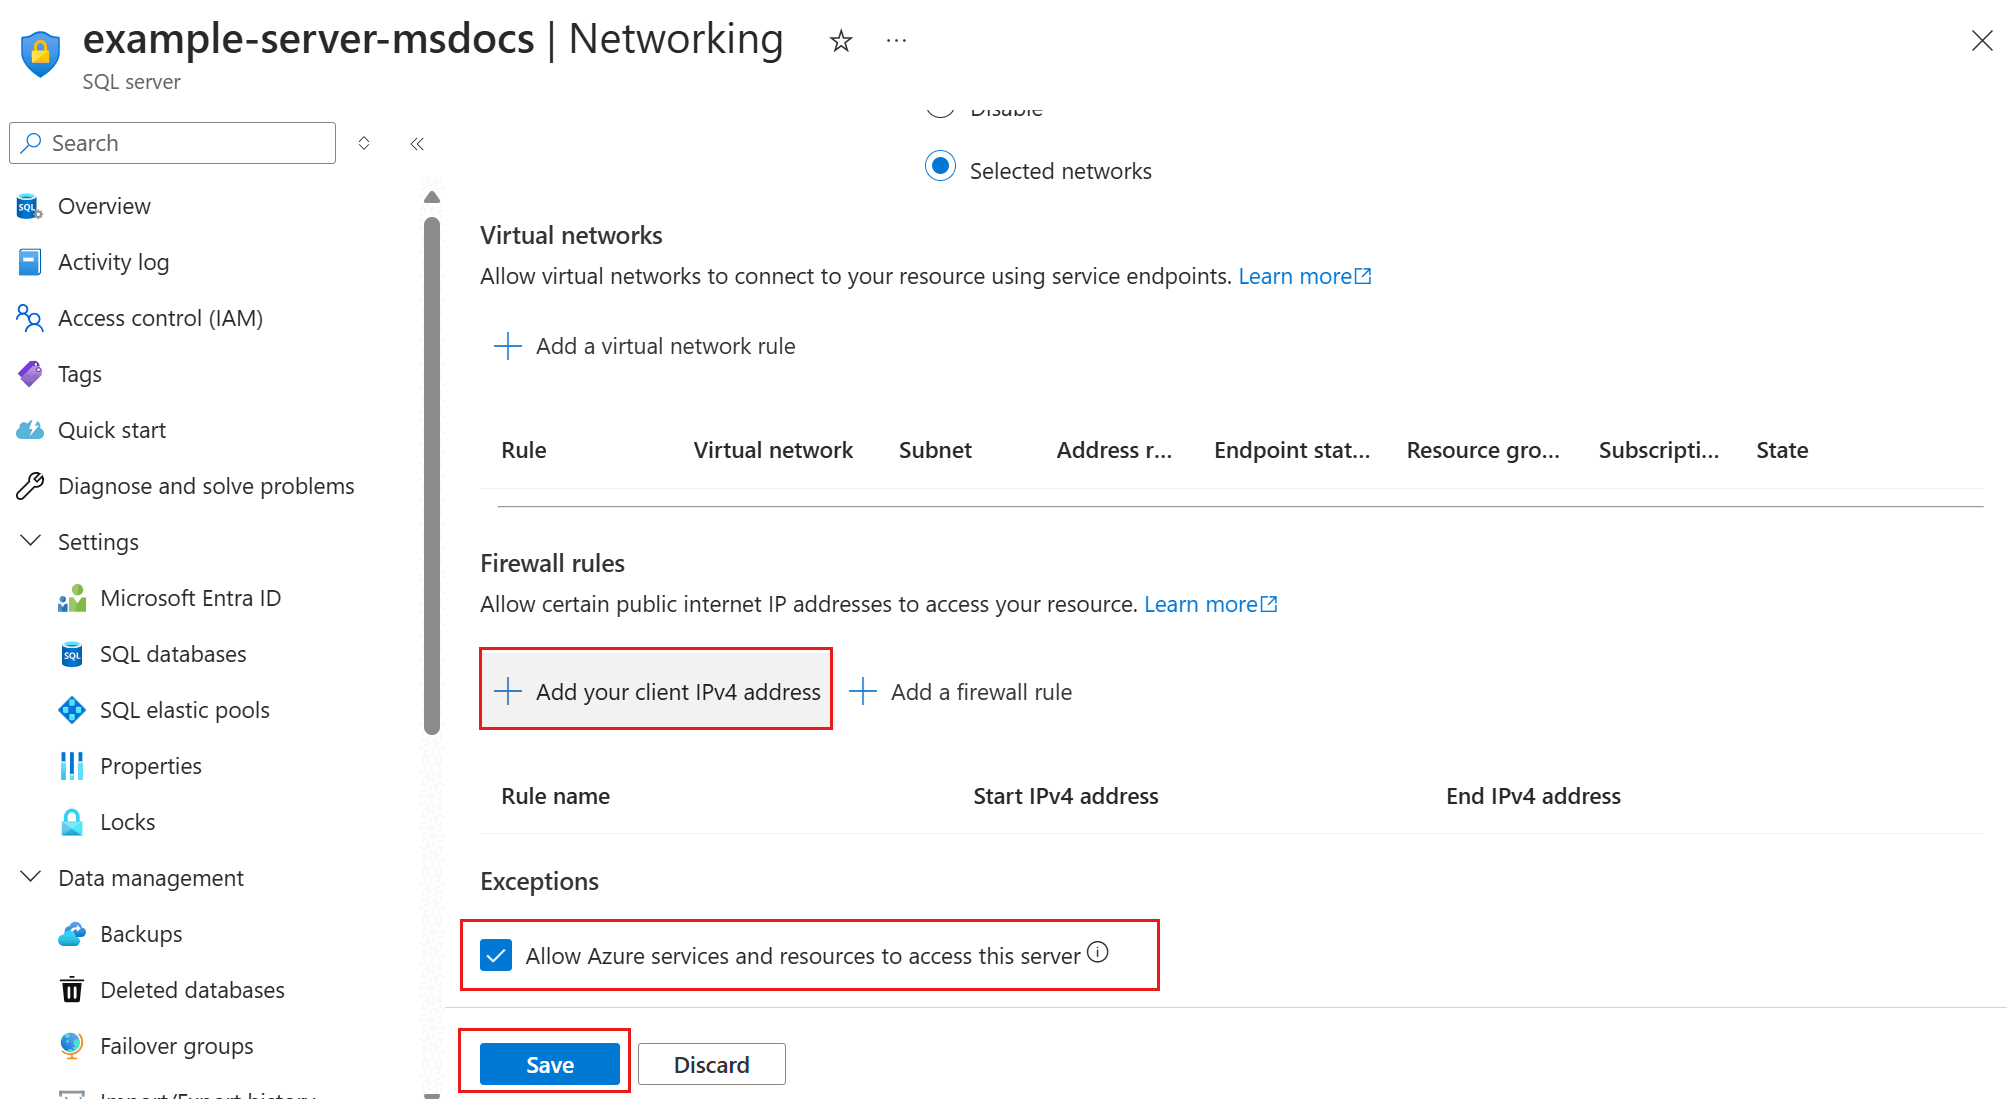 example-server-msdocs | Networking
SQL server
Search
Overview
Activity log
Access control (IAM)
Tags
Quick start
Diagnose and solve problems
Settings
Microsoft Entra ID
SQL databases
SQL elastic pools
Properties
Locks
Data management
Backups
Deleted databases
Failover groups
Import/Export history
Disable
Selected networks
Virtual networks
Allow virtual networks to connect to your resource using service endpoints. Learn more
Add a virtual network rule
Rule Virtual network Subnet Address r... Endpoint stat... Resource gro... Subscripti... State
Firewall rules
Allow certain public internet IP addresses to access your resource. Learn more
Add your client IPv4 address Add a firewall rule
Rule name Start IPv4 address End IPv4 address
Exceptions
Allow Azure services and resources to access this server
Save Discard